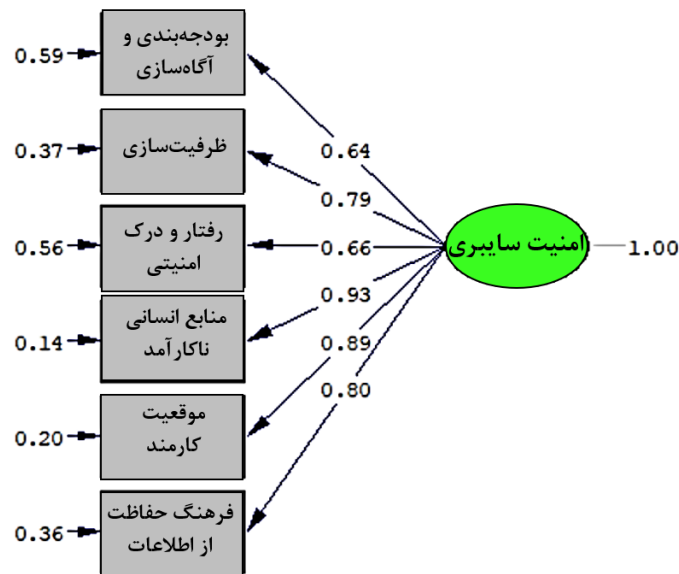 0.59
بودجه‌بندی و
آگاه‌سازی
0.64
0.37
ظرفیت‌سازی
0.79
0.56
رفتار و درک
امنیتی
0.66
امنیت سایبری
1.00
0.14
منابع انسانی
ناکارآمد
0.93
0.20
موقعیت
کارمند
0.89
0.36
فرهنگ حفاظت
از اطلاعات
0.80